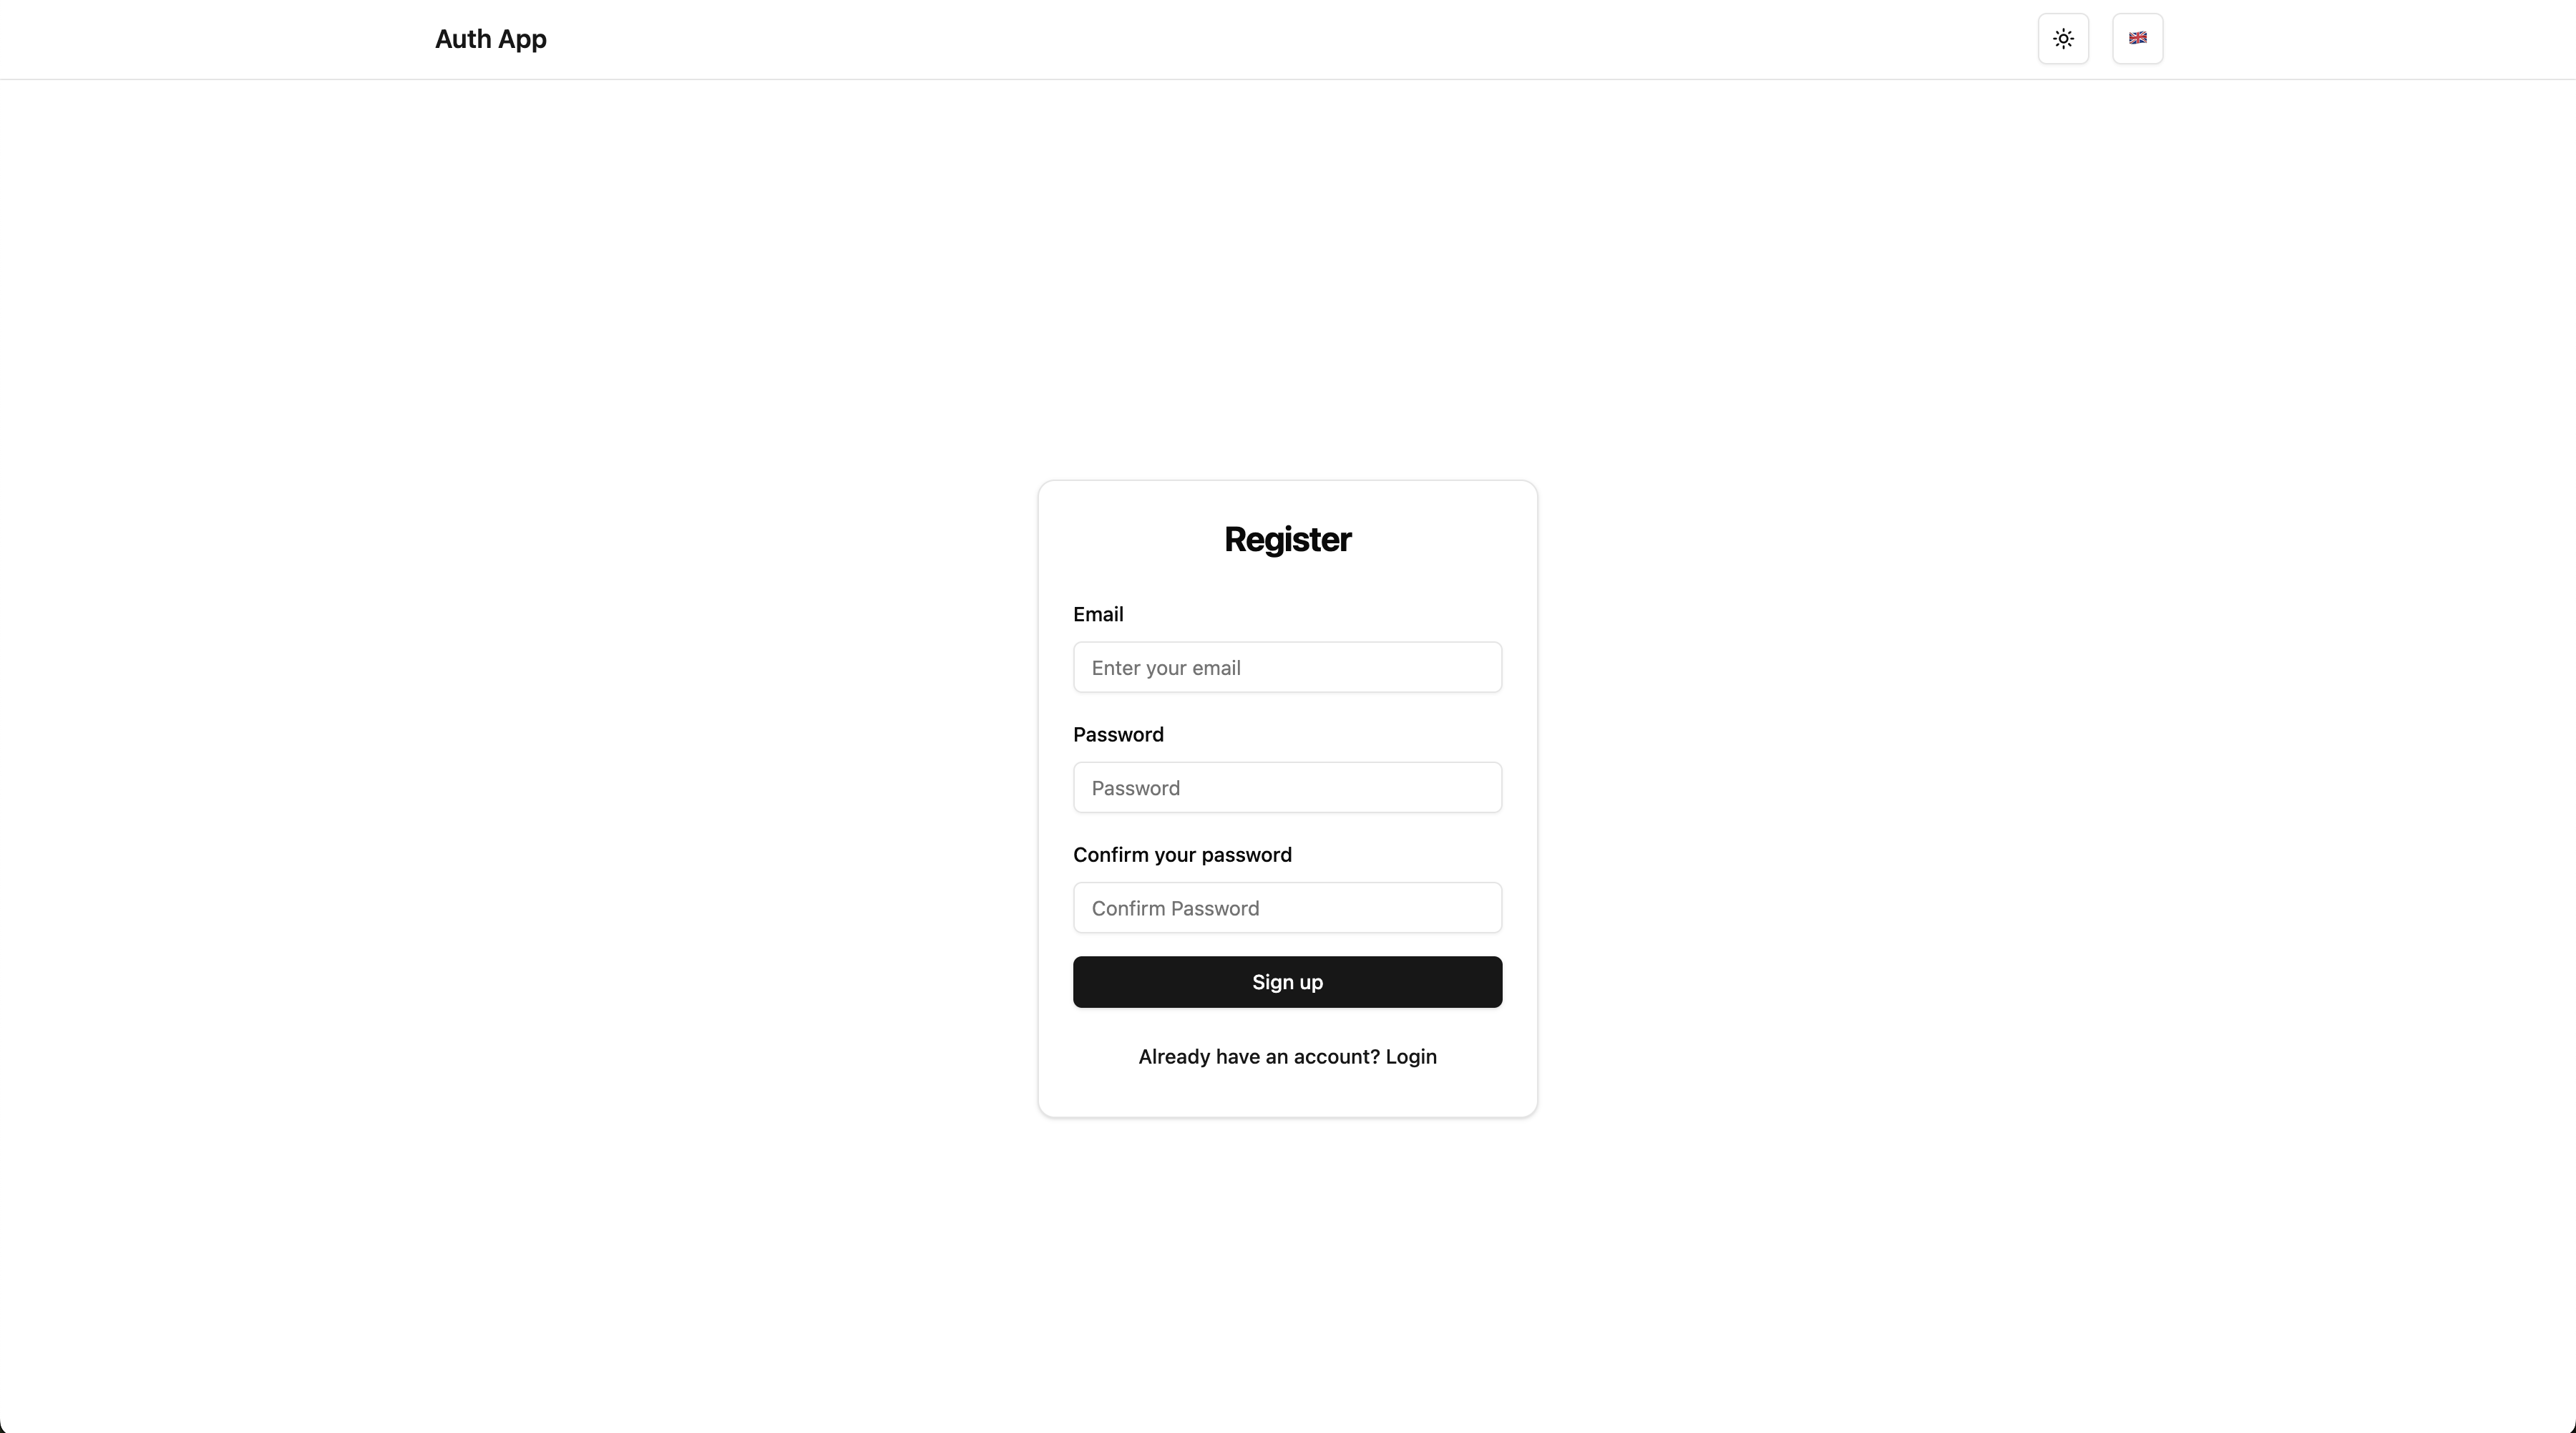 Auth App
Register
Email
Enter your email
Password
Password
Confirm your password
Confirm Password
Sign up
Already have an account? Login